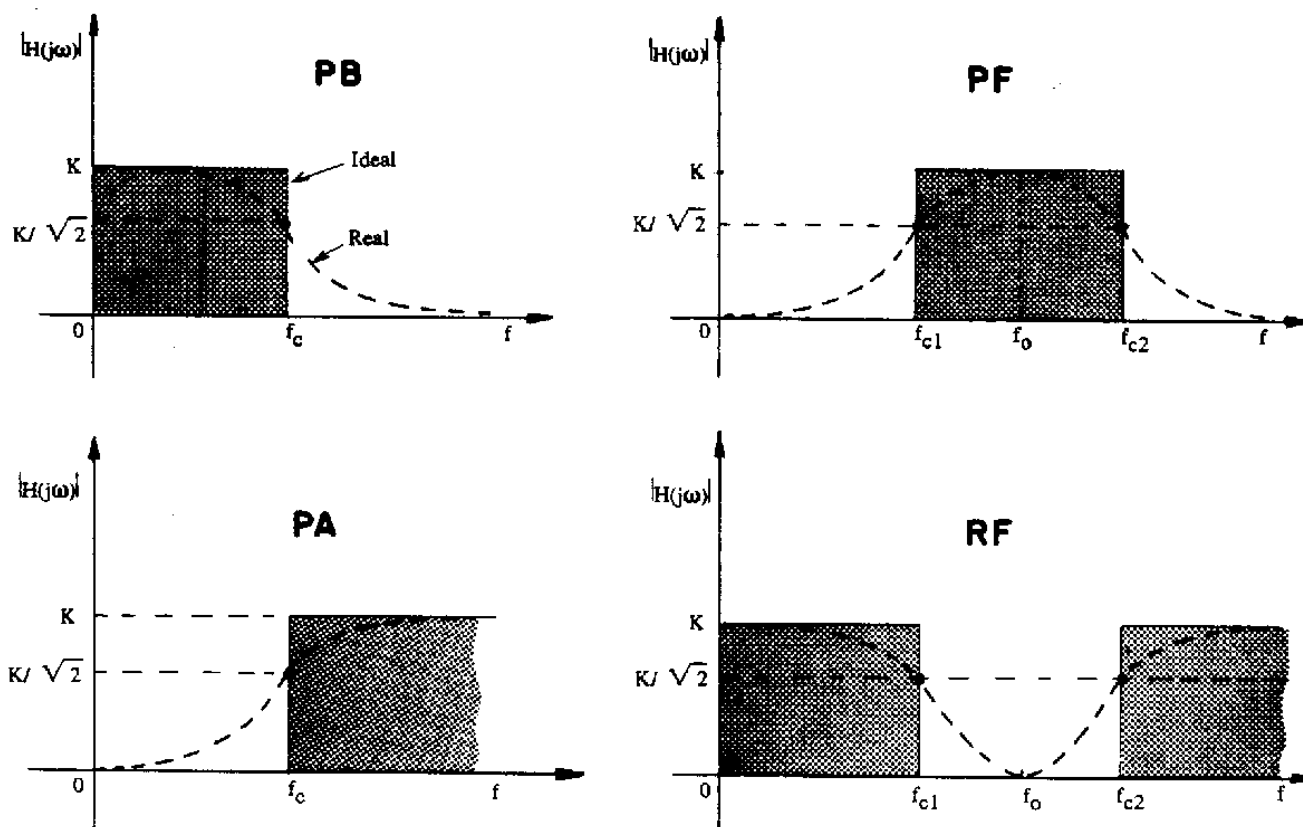 |H(jω)|
PB
K
Ideal
K/ √2
Real
0
f_c
f
|H(jω)|
PF
K
K/ √2
0
f_c1
f_o
f_c2
f
|H(jω)|
PA
K
K/ √2
0
f_c
f
|H(jω)|
RF
K
K/ √2
0
f_c1
f_o
f_c2
f